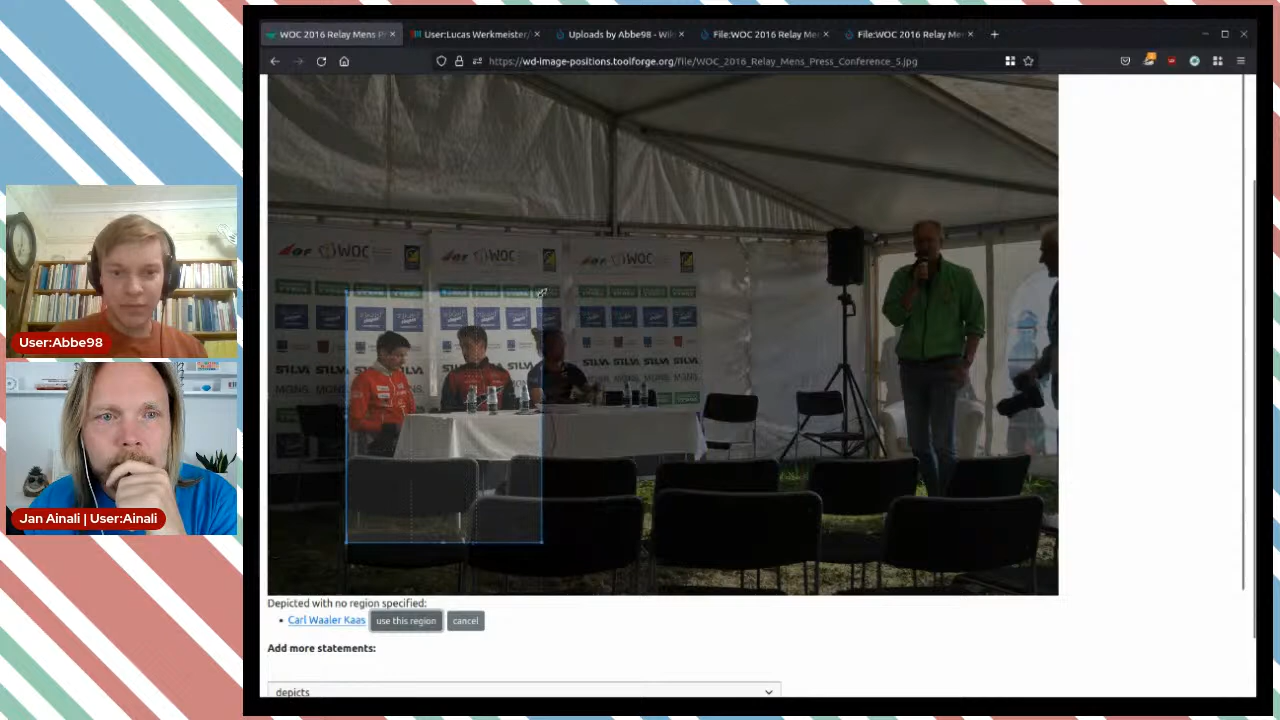 WOC 2016 Relay Mens Pr
User:Lucas Werkmeister/
Uploads by Abbe98 - Wiki
File:WOC 2016 Relay Me
File:WOC 2016 Relay Me
https://wd-image-positions.toolforge.org/file/WOC_2016_Relay_Mens_Press_Conference_5.jpg
WOC
WOC
WOC
SILVA
SILVA
SILVA
User:Abbe98
Jan Ainali | User:Ainali
Depicted with no region specified:
• Carl Waaler Kaas use this region cancel
Add more statements:
depicts